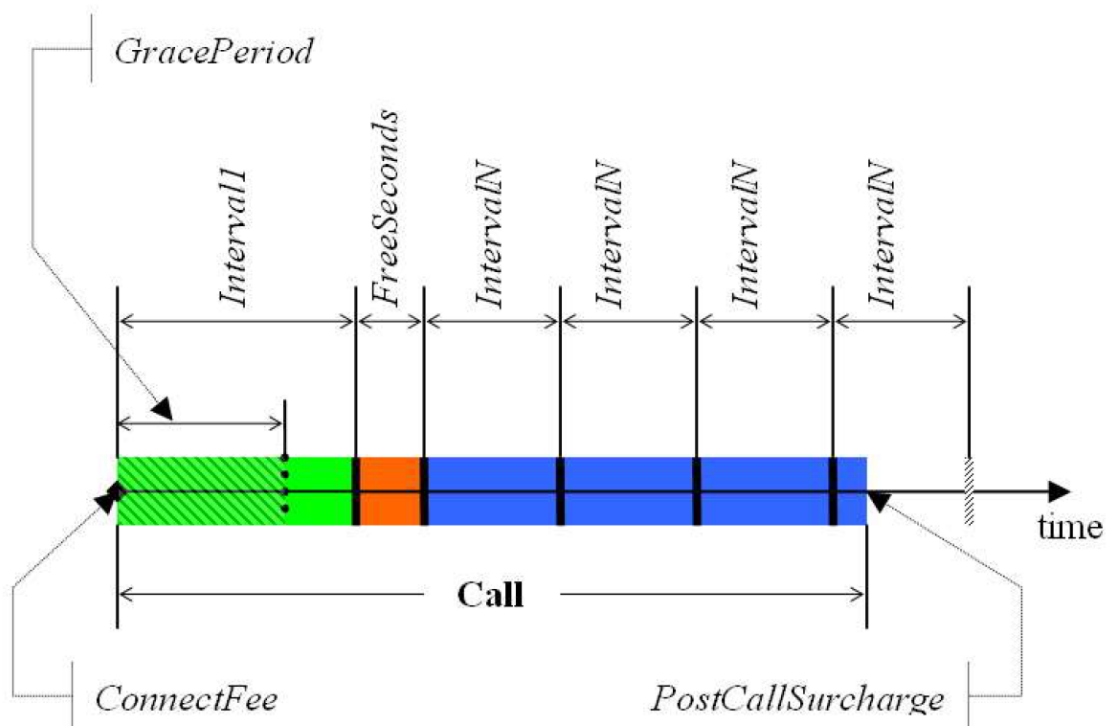 GracePeriod
Interval1
FreeSeconds
IntervalN
IntervalN
IntervalN
IntervalN
time
Call
ConnectFee
PostCallSurcharge